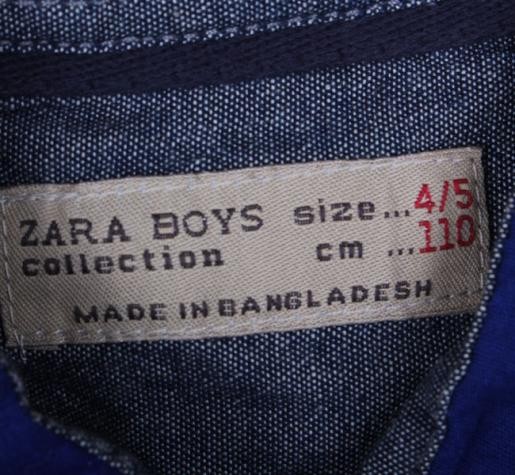 ZARA BOYS size...4/5
collection cm ...110
MADE IN BANGLADESH